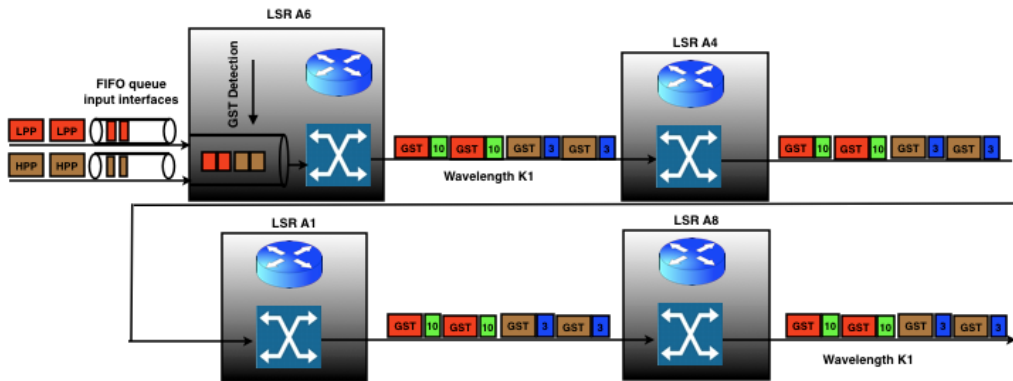 LSR A6
LSR A4
FIFO queue
input interfaces
GST Detection
LPP LPP
HPP HPP
GST 10 GST 10 GST 3 GST 3
Wavelength K1
GST 10 GST 10 GST 3 GST 3
LSR A1
LSR A8
GST 10 GST 10 GST 3 GST 3
GST 10 GST 10 GST 3 GST 3
Wavelength K1